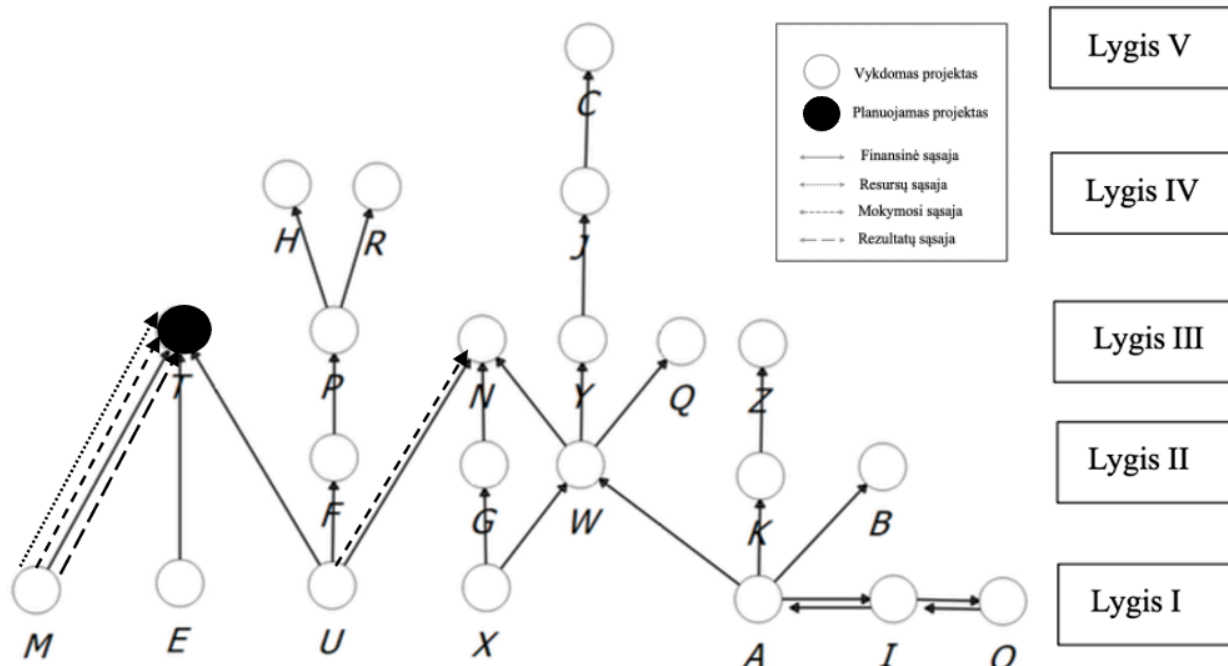 Lygis V
Vykdomas projektas
C
Planuojamas projektas
Finansinė sąsaja
Resursų sąsaja
Lygis IV
Mokymosi sąsaja
H
R
J
Rezultatų sąsaja
Lygis III
T
P
N
Y
Q
Z
Lygis II
F
G
W
K
B
Lygis I
M
E
U
X
A
I
O